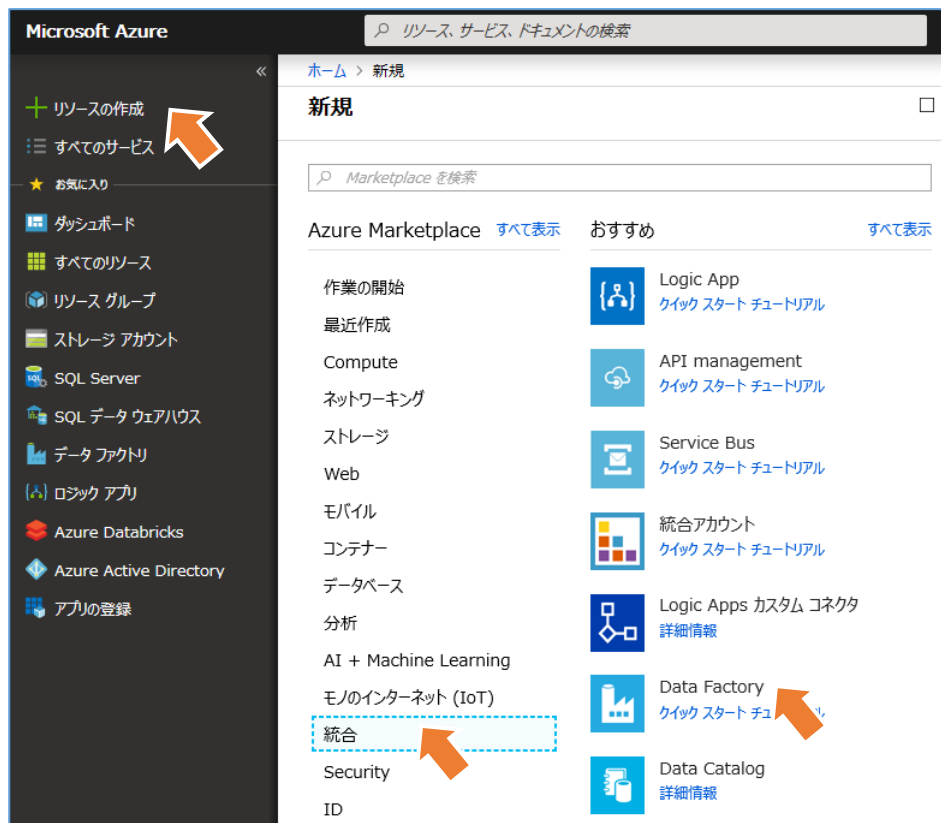 Microsoft Azure
リソース、サービス、ドキュメントの検索
«
ホーム > 新規
新規
リソースの作成
すべてのサービス
お気に入り
ダッシュボード
すべてのリソース
リソース グループ
ストレージ アカウント
SQL Server
SQL データ ウェアハウス
データ ファクトリ
ロジック アプリ
Azure Databricks
Azure Active Directory
アプリの登録
Marketplace を検索
Azure Marketplace すべて表示
作業の開始
最近作成
Compute
ネットワーキング
ストレージ
Web
モバイル
コンテナー
データベース
分析
AI + Machine Learning
モノのインターネット (IoT)
統合
Security
ID
おすすめ すべて表示
Logic App
クイック スタート チュートリアル
API management
クイック スタート チュートリアル
Service Bus
クイック スタート チュートリアル
統合アカウント
クイック スタート チュートリアル
Logic Apps カスタム コネクタ
詳細情報
Data Factory
クイック スタート
Data Catalog
詳細情報